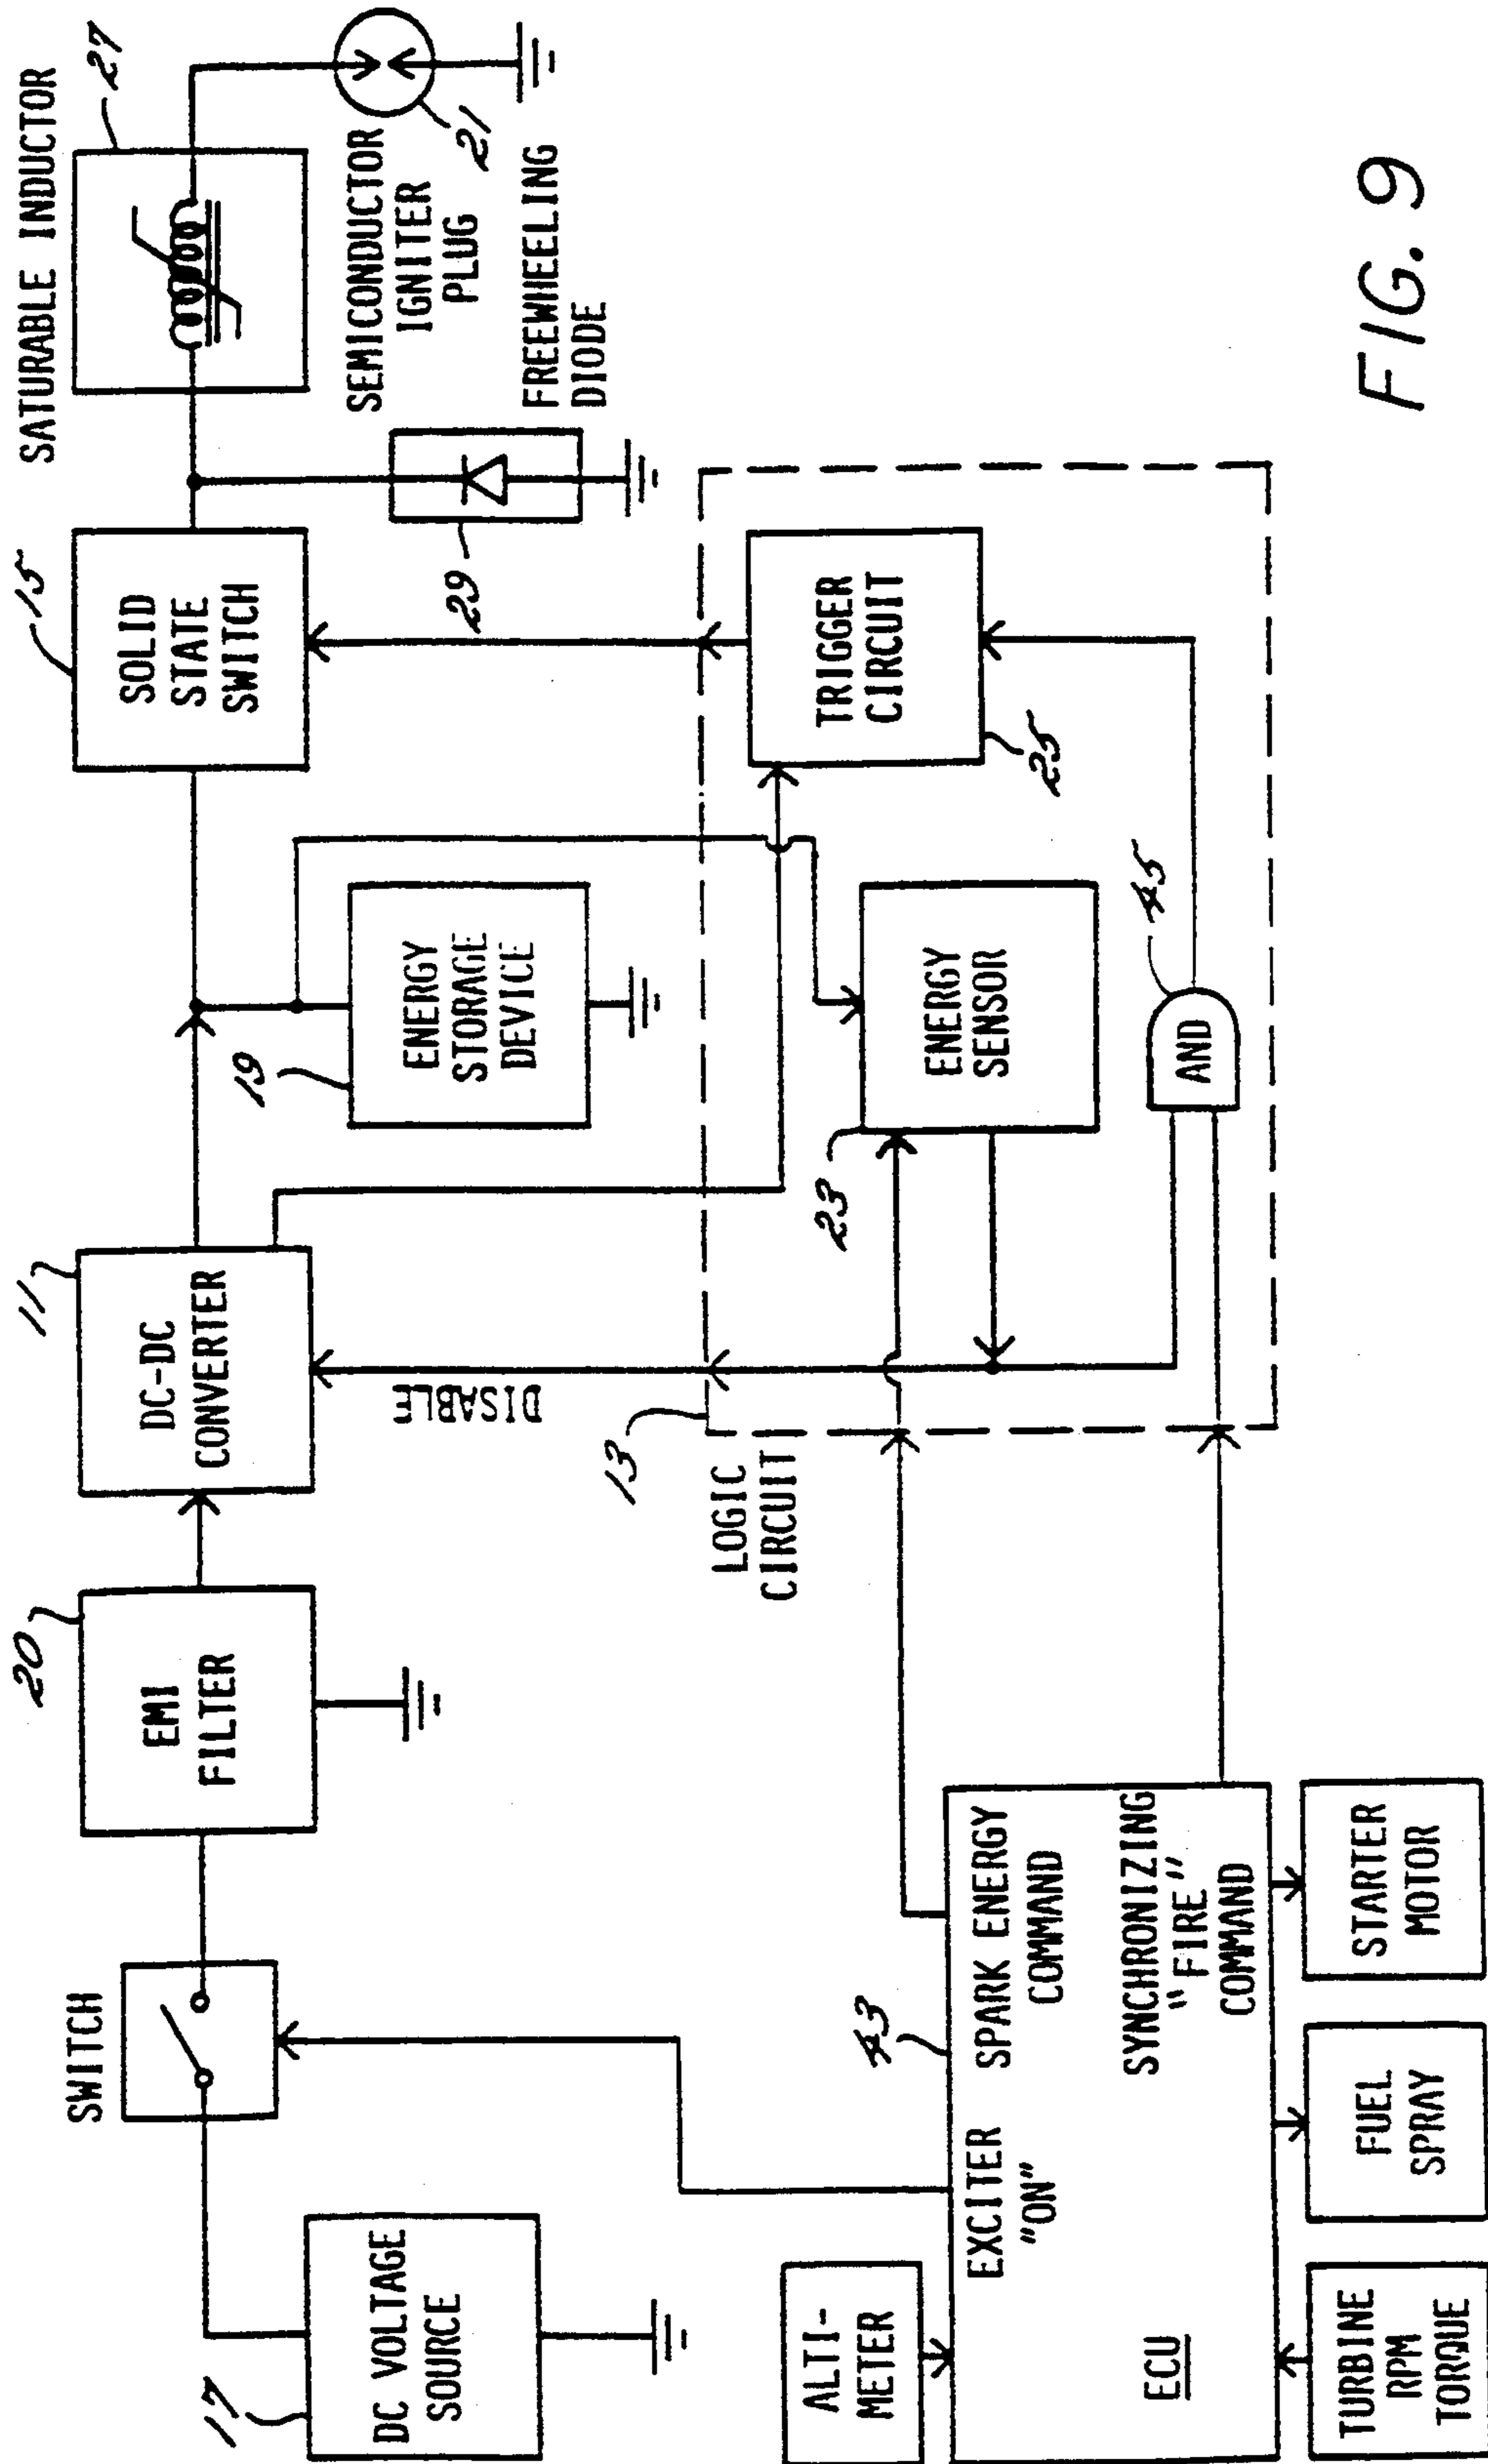 SATURABLE INDUCTOR
27
15
SOLID
STATE
SWITCH
11
DC-DC
CONVERTER
20
EMI
FILTER
SWITCH
17
DC VOLTAGE
SOURCE
19
ENERGY
STORAGE
DEVICE
29
FREEWHEELING
DIODE
SEMICONDUCTOR
IGNITER
PLUG
21
DISABLE
13
LOGIC
CIRCUIT
23
ENERGY
SENSOR
TRIGGER
CIRCUIT
25
AND
45
ALTI-
METER
43
EXCITER
"ON"
SPARK ENERGY
COMMAND
SYNCHRONIZING
"FIRE"
COMMAND
ECU
TURBINE
RPM
TORQUE
FUEL
SPRAY
STARTER
MOTOR
FIG. 9